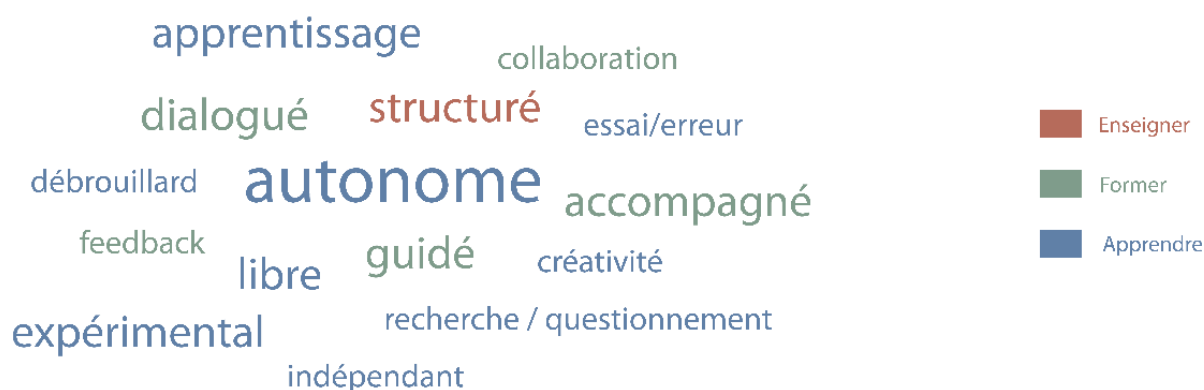 apprentissage
collaboration
dialogué
structuré
essai/erreur
débrouillard
autonome
accompagné
feedback
libre
guidé
créativité
expérimental
recherche / questionnement
indépendant
Enseigner
Former
Apprendre